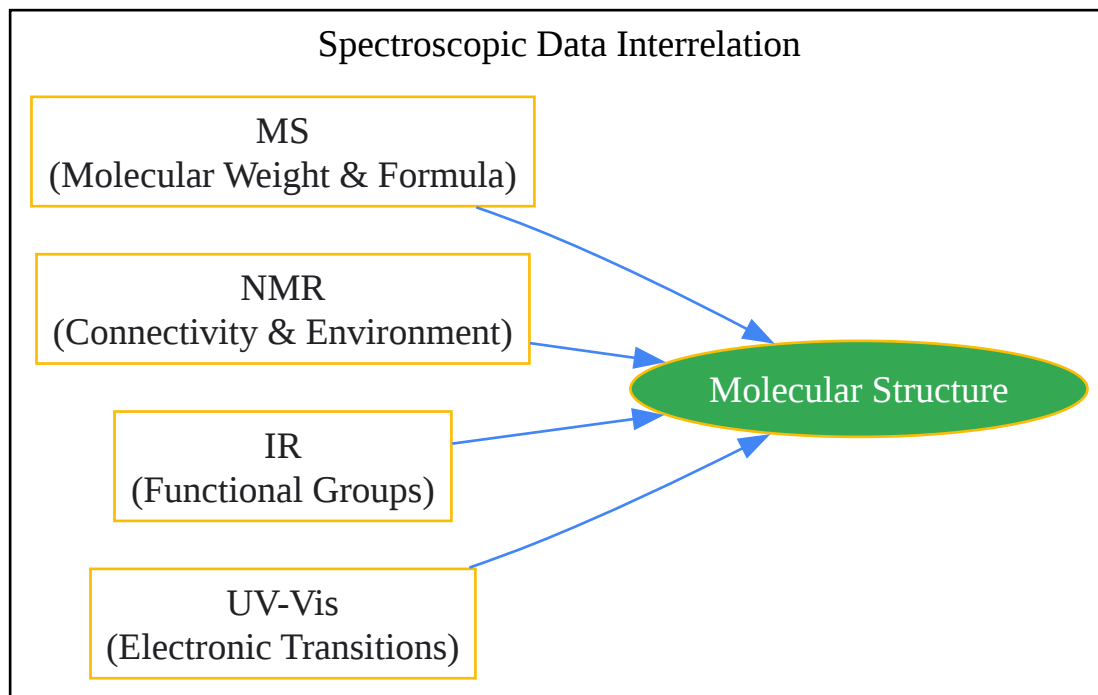 Spectroscopic Data Interrelation
MS
(Molecular Weight & Formula)
NMR
(Connectivity & Environment)
IR
(Functional Groups)
UV-Vis
(Electronic Transitions)
Molecular Structure